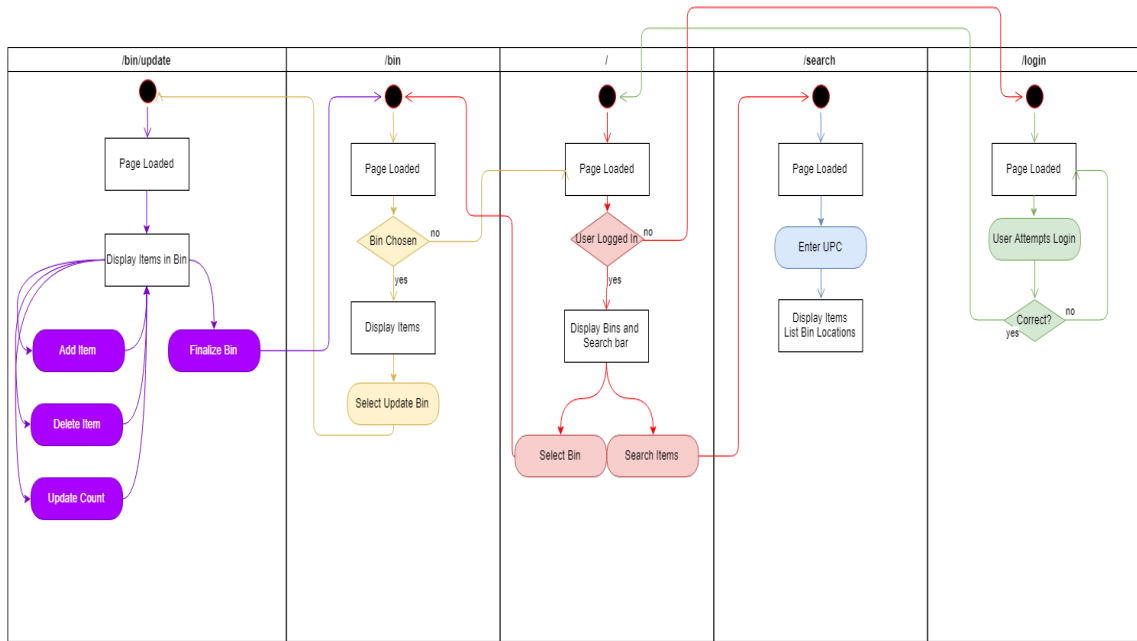 /bin/update
/bin
/
/search
/login
Page Loaded
Display Items in Bin
Add Item
Finalize Bin
Delete Item
Update Count
Page Loaded
Bin Chosen
no
yes
Display Items
Select Update Bin
Page Loaded
User Logged In
no
yes
Display Bins and
Search bar
Select Bin
Search Items
Page Loaded
Enter UPC
Display Items
List Bin Locations
Page Loaded
User Attempts Login
Correct?
no
yes